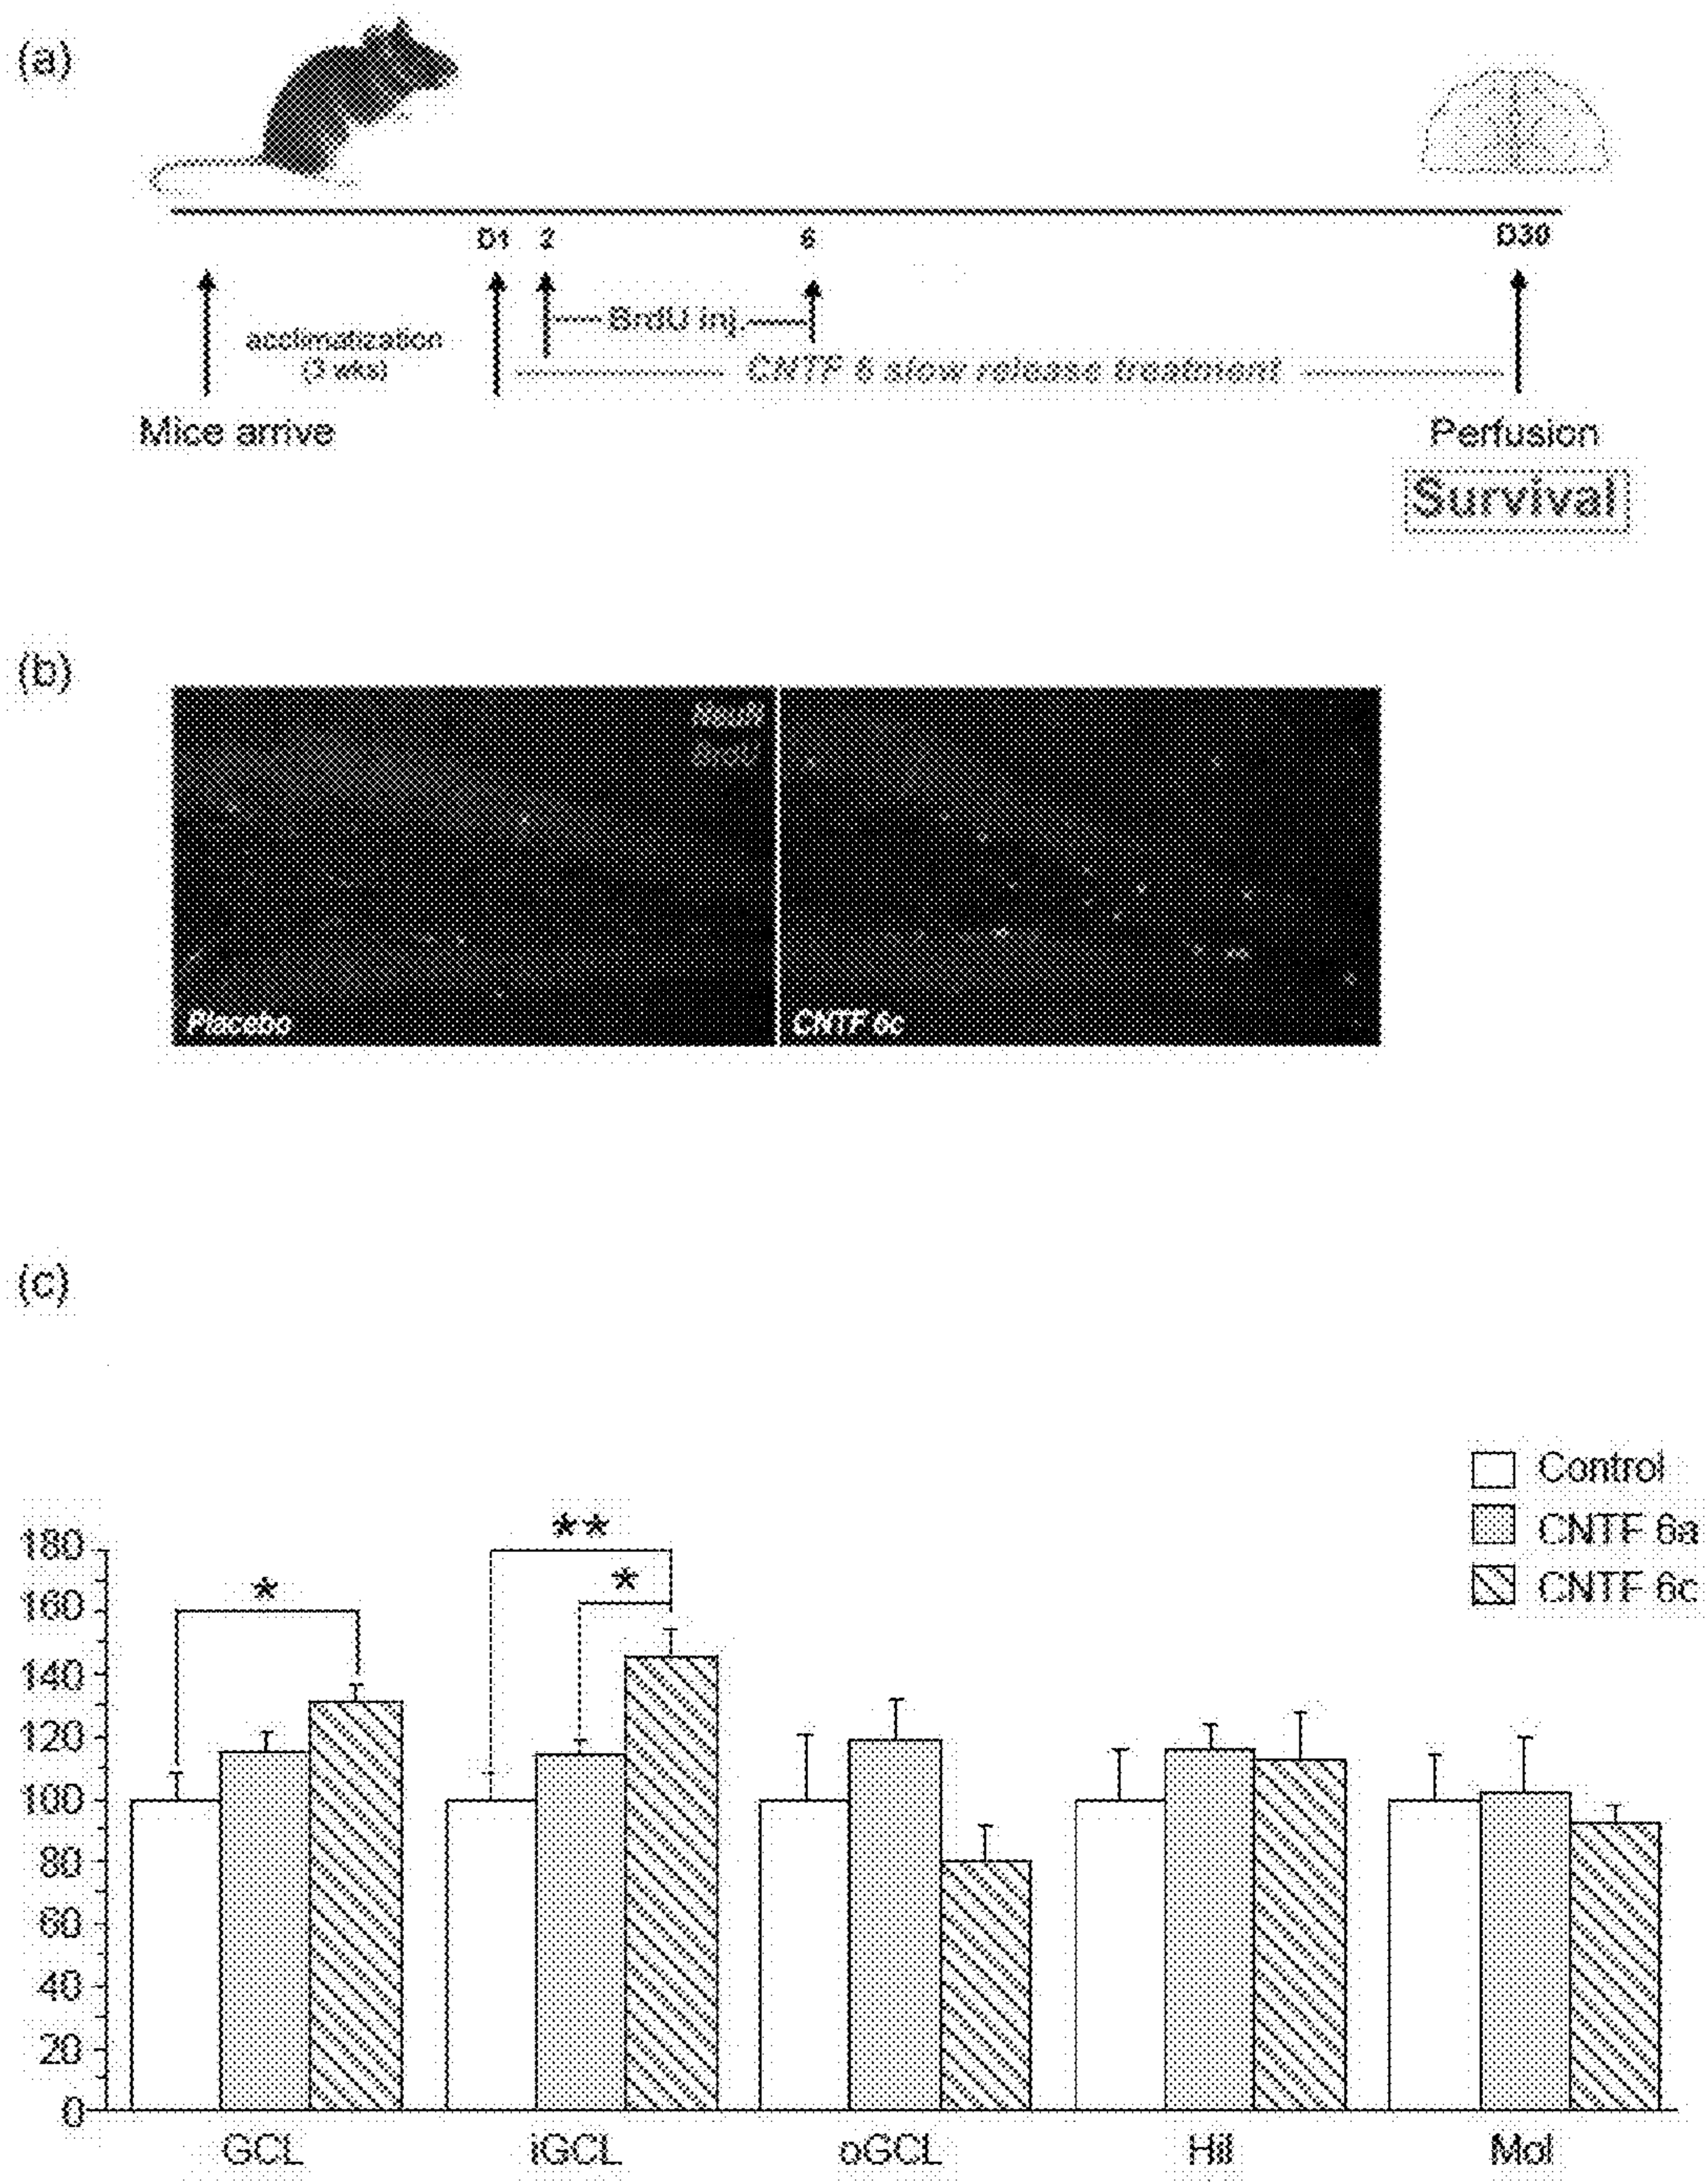 (a)
D1 2 6 D30
BrdU inj.
acclimatization
(3 wks)
CNTF 6 slow release treatment
Mice arrive
Perfusion
Survival
(b)
NeuN
BrdU
Placebo
CNTF 6c
(c)
Control
CNTF 6a
CNTF 6c
180
160
140
120
100
80
60
40
20
0
**
*
*
GCL iGCL oGCL Hil Mol